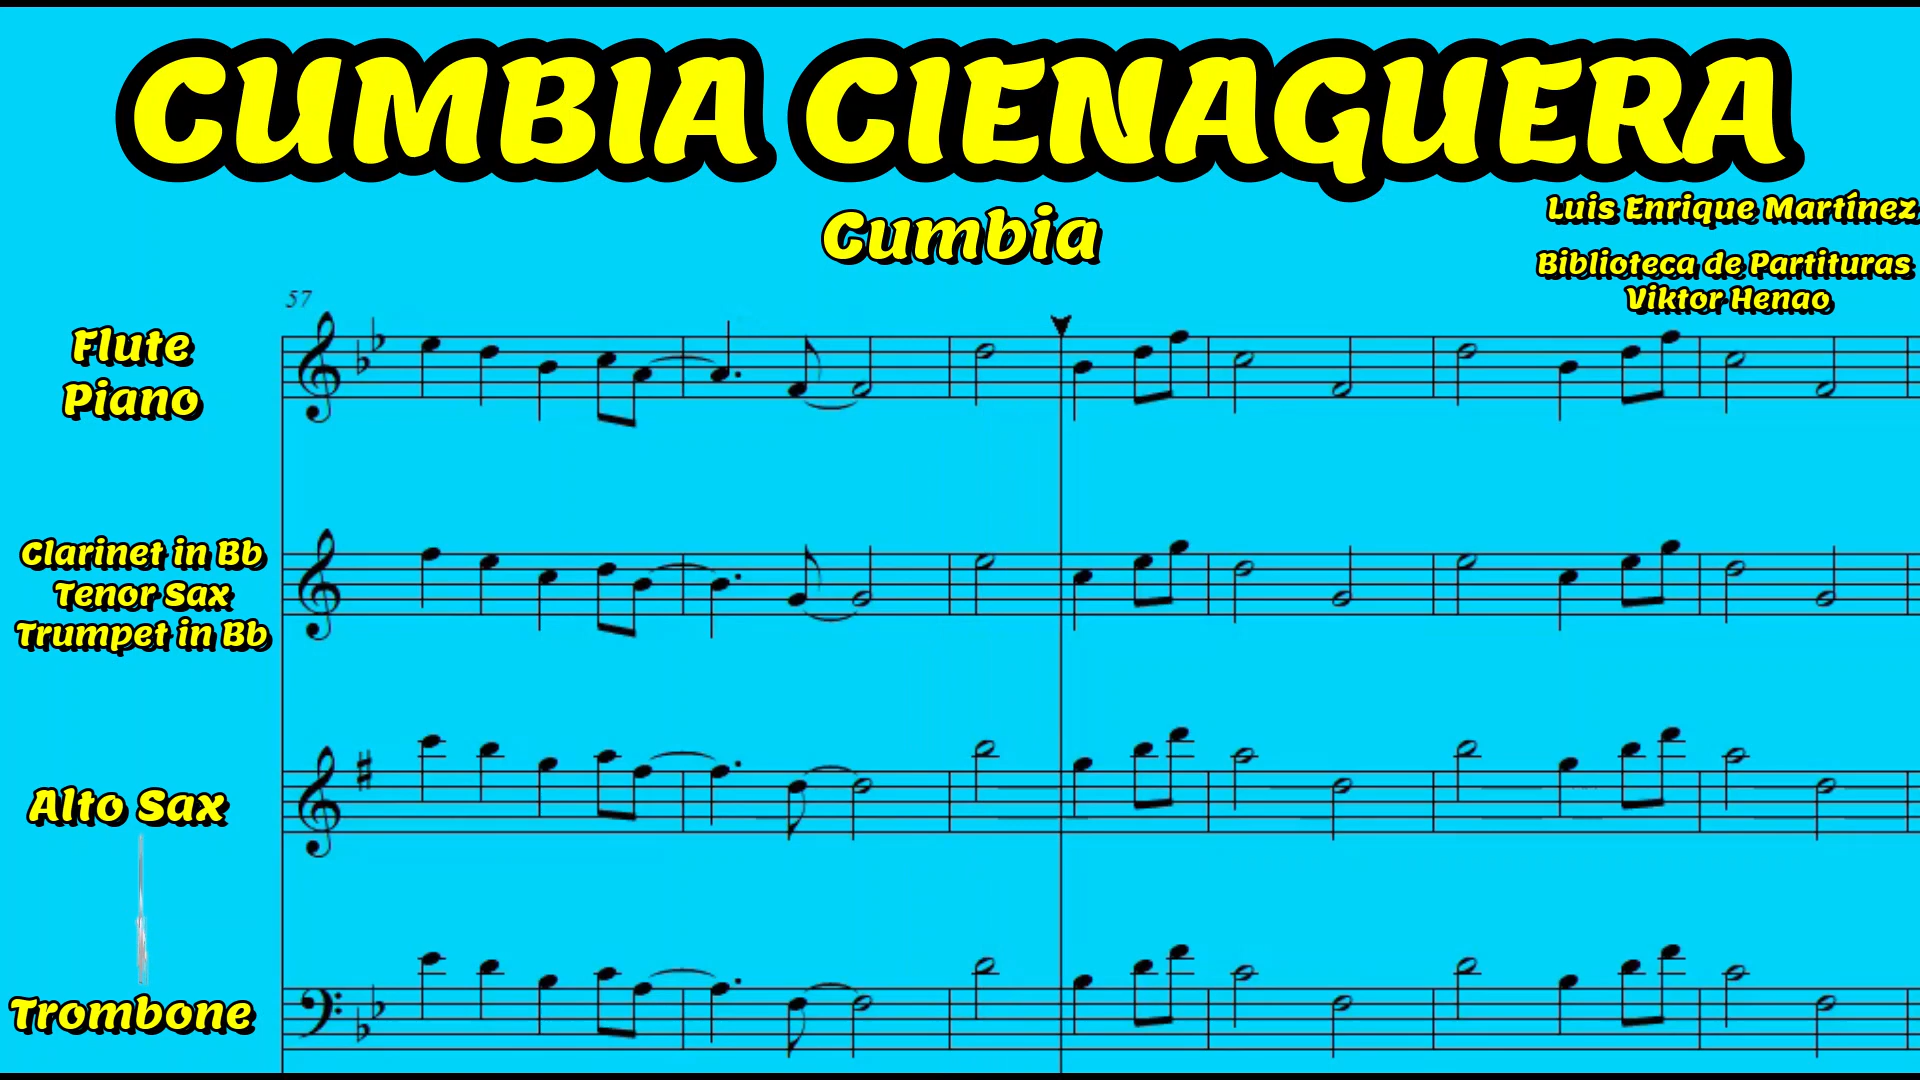 CUMBIA CIENAGUERA
Cumbia
Luis Enrique Martínez
Biblioteca de Partituras
Viktor Henao
57
Flute
Piano
Clarinet in Bb
Tenor Sax
Trumpet in Bb
Alto Sax
Trombone